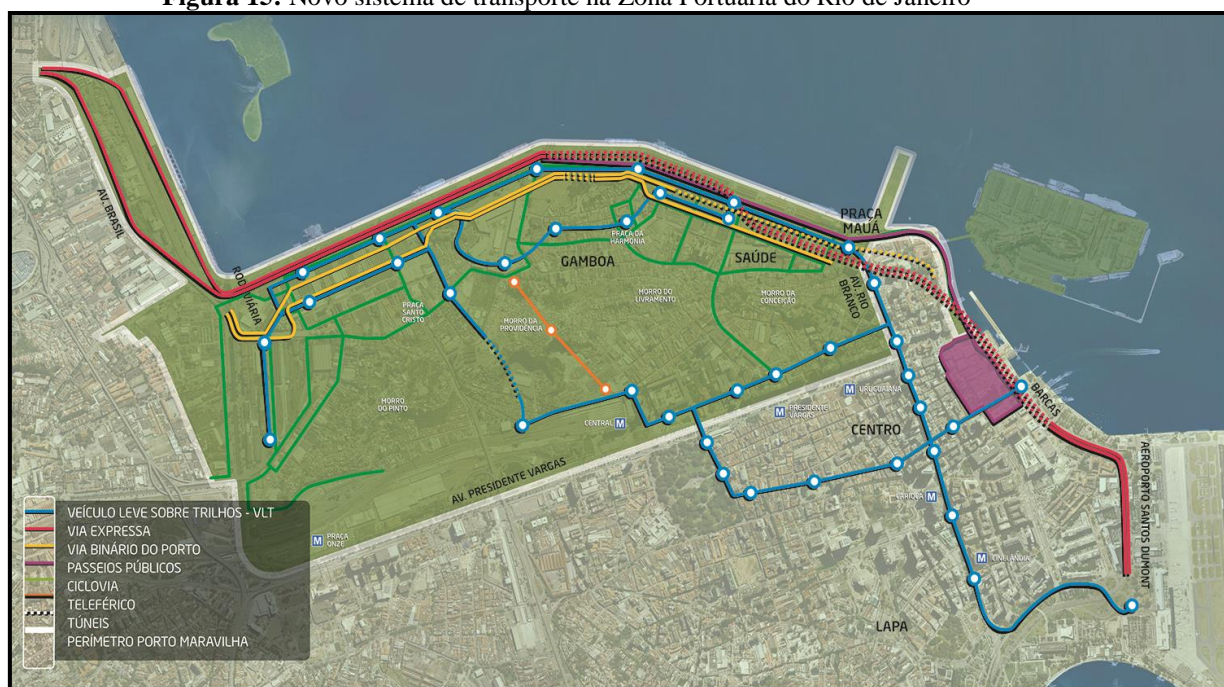 Figura 15: Novo sistema de transporte na Zona Portuária do Rio de Janeiro
AV. BRASIL
RODOVIÁRIA
PRAÇA
SANTO
CRISTO
MORRO
DO PINTO
MORRO DA
PROVIDÊNCIA
GAMBOA
PRAÇA DA
HARMONIA
MORRO DO
LIVRAMENTO
SAÚDE
MORRO DA
CONCEIÇÃO
PRAÇA
MAUÁ
AV. RIO
BRANCO
M URUGUAIANA
M PRESIDENTE
VARGAS
CENTRAL M
CENTRO
BARCAS
AV. PRESIDENTE VARGAS
M PRAÇA
ONZE
CARIOCA M
M CINELÂNDIA
LAPA
AEROPORTO SANTOS DUMONT
VEÍCULO LEVE SOBRE TRILHOS - VLT
VIA EXPRESSA
VIA BINÁRIO DO PORTO
PASSEIOS PÚBLICOS
CICLOVIA
TELEFÉRICO
TÚNEIS
PERÍMETRO PORTO MARAVILHA